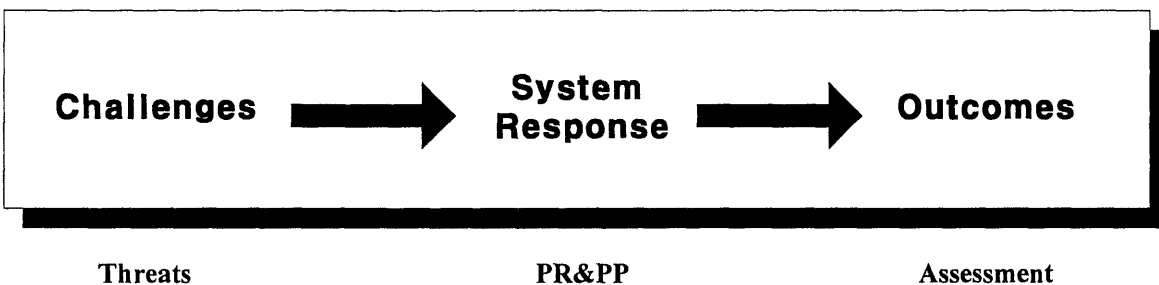 Challenges
System
Response
Outcomes
Threats
PR&PP
Assessment